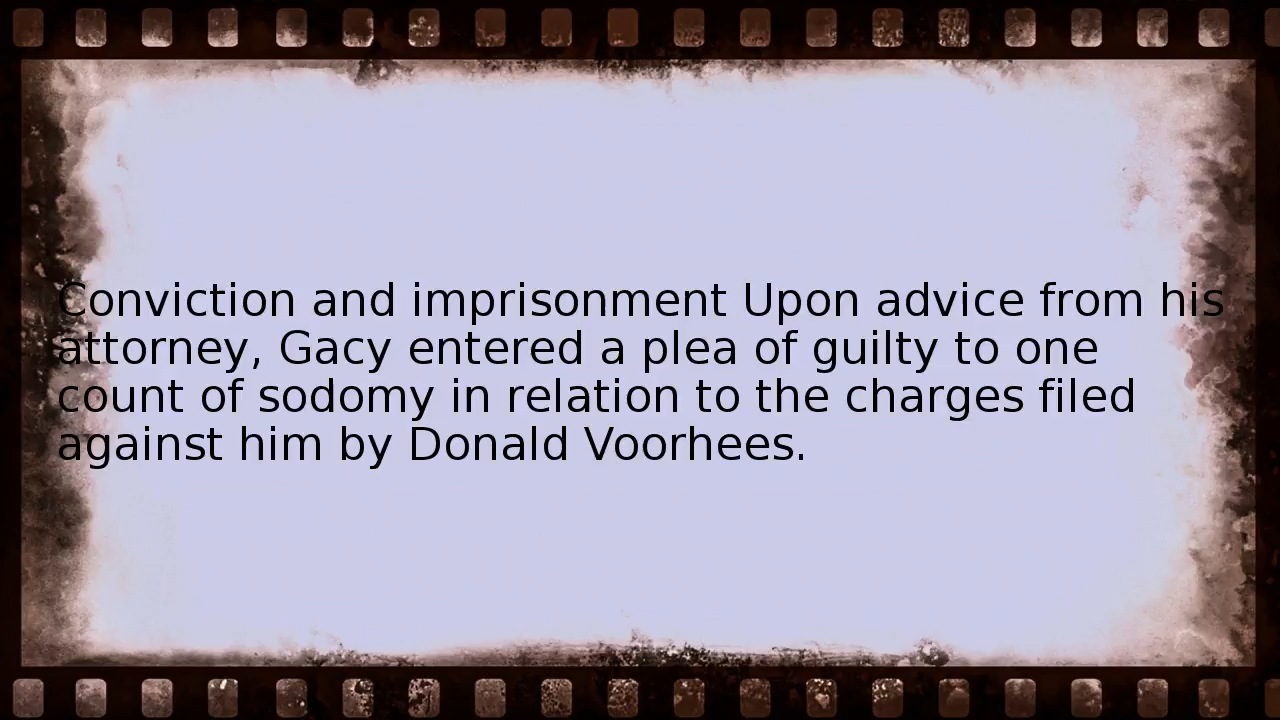 Conviction and imprisonment Upon advice from his
attorney, Gacy entered a plea of guilty to one
count of sodomy in relation to the charges filed
against him by Donald Voorhees.